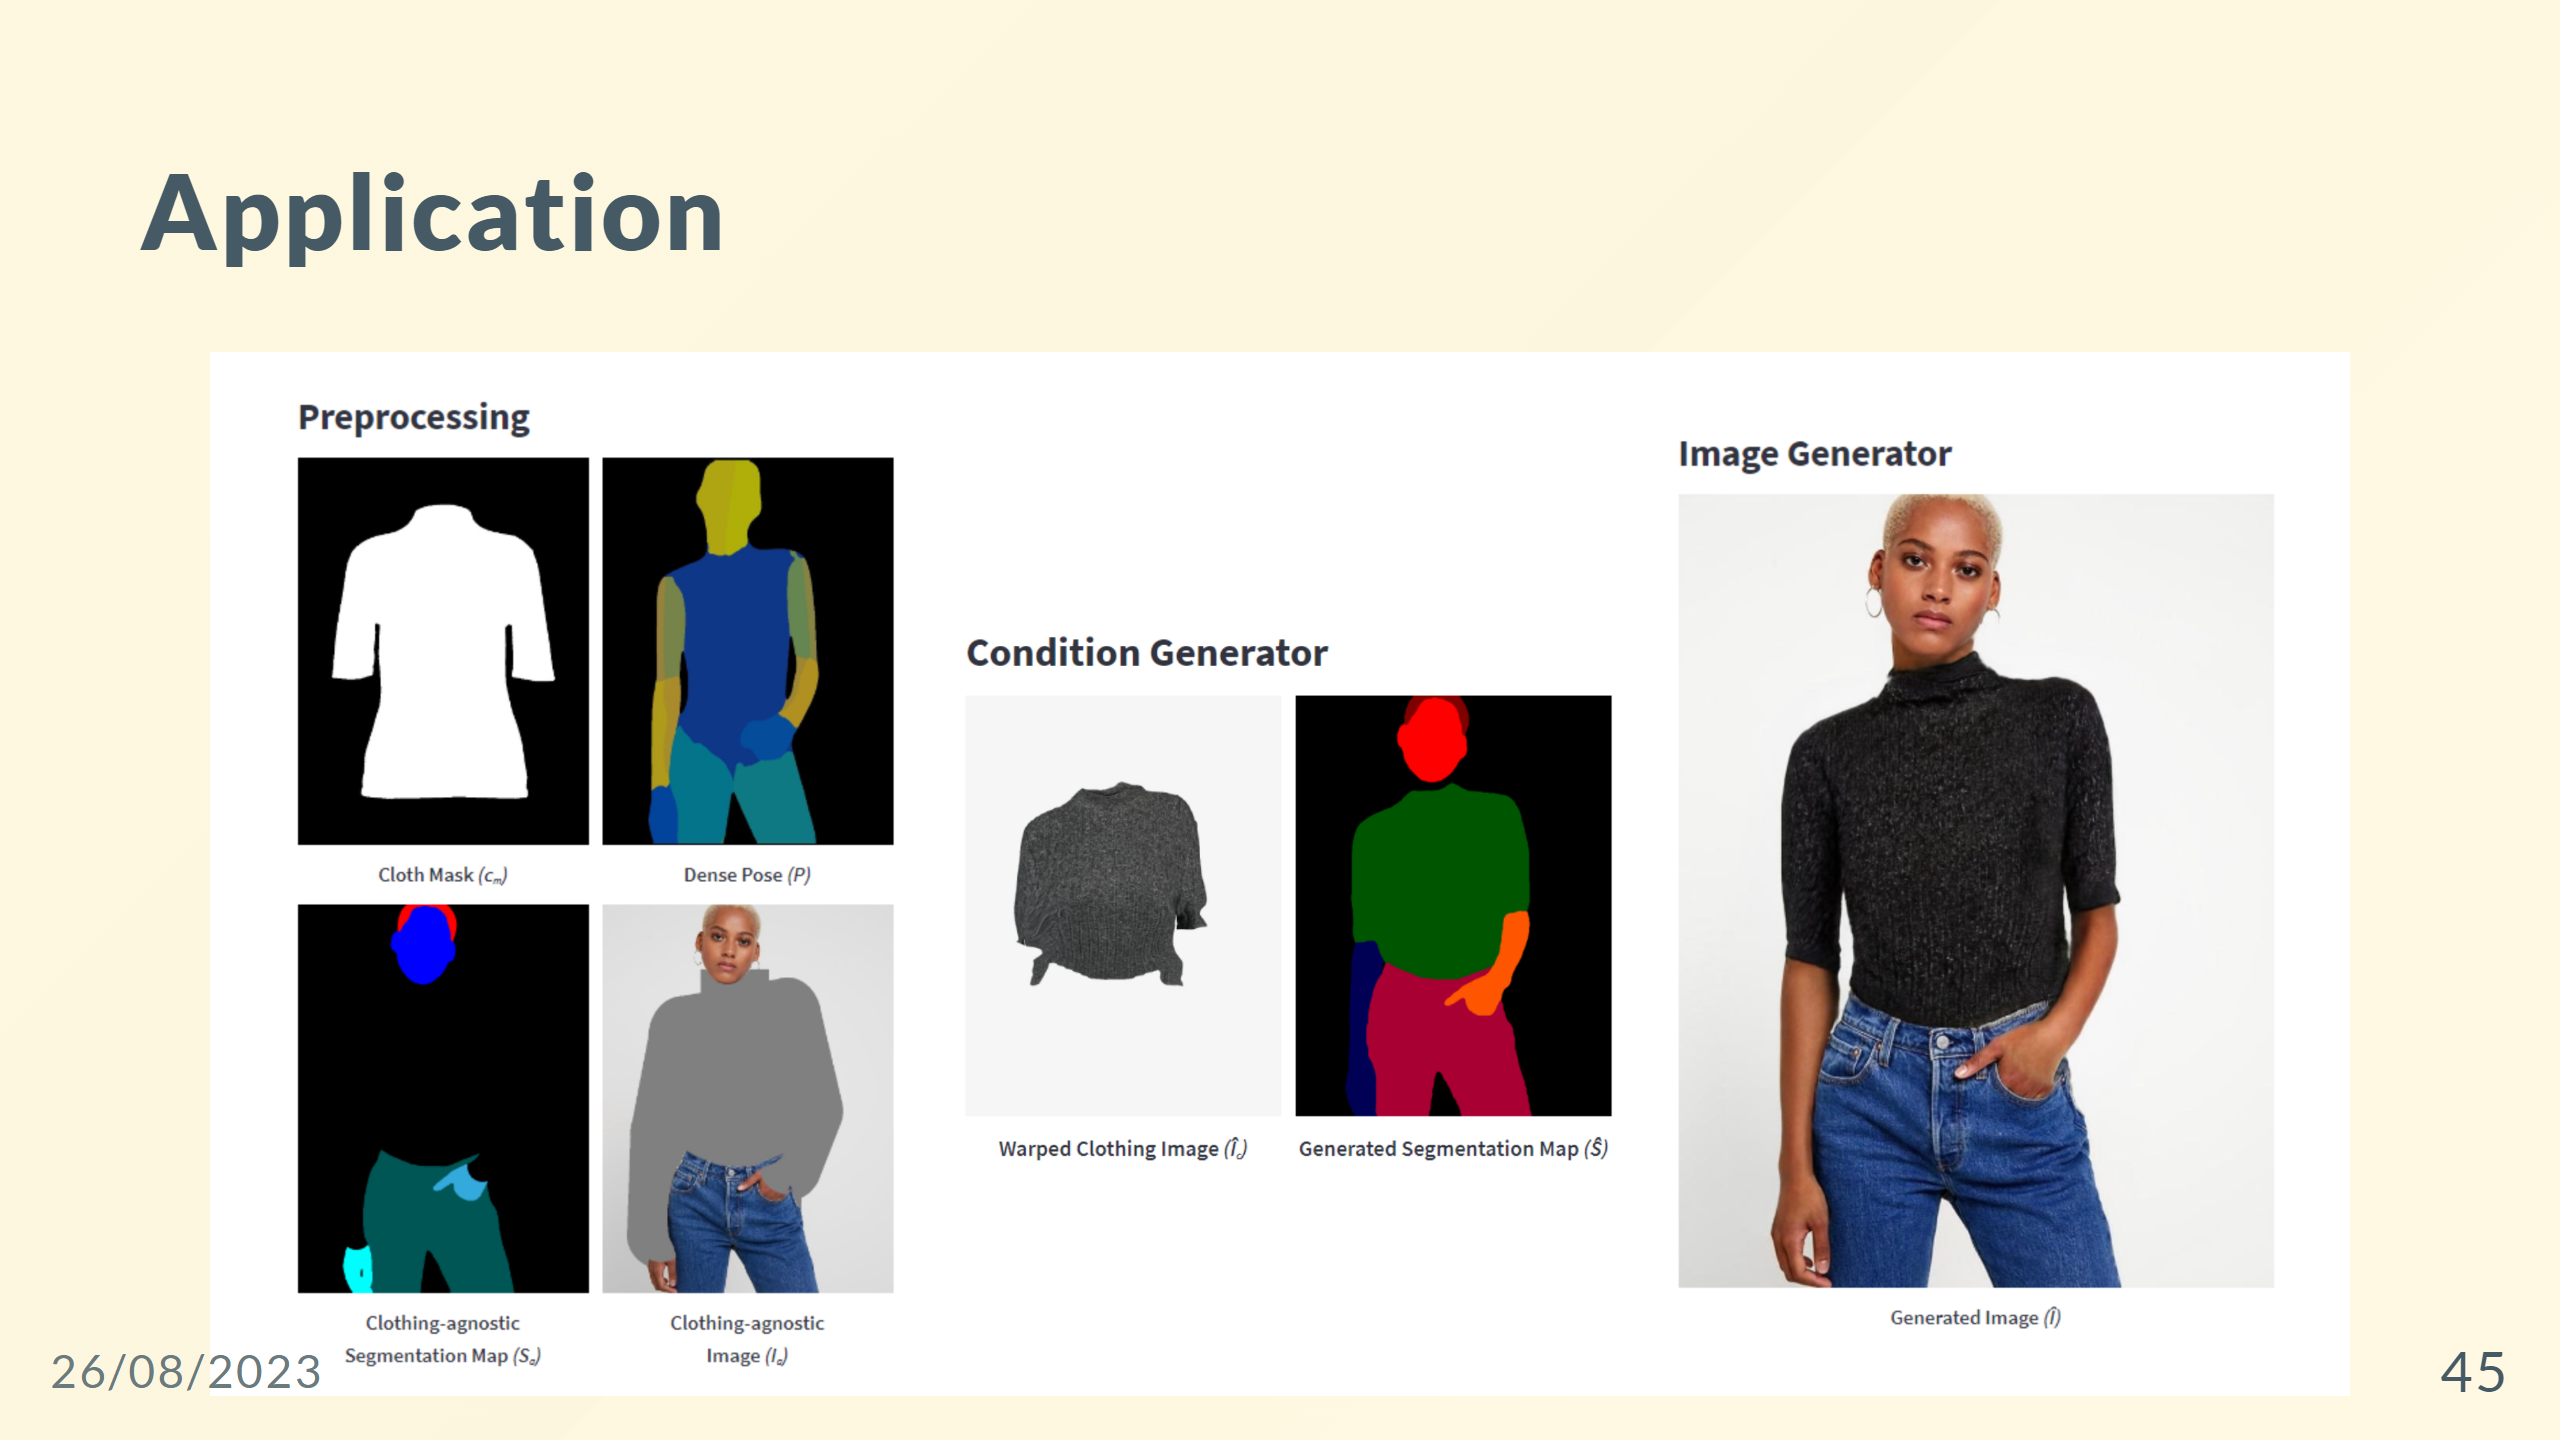 Application
Preprocessing
Cloth Mask (cₘ)
Dense Pose (P)
Clothing-agnostic
Segmentation Map (Sₐ)
Clothing-agnostic
Image (Iₐ)
Condition Generator
Warped Clothing Image (Î꜀)
Generated Segmentation Map (Ŝ)
Image Generator
Generated Image (Î)
26/08/2023
45